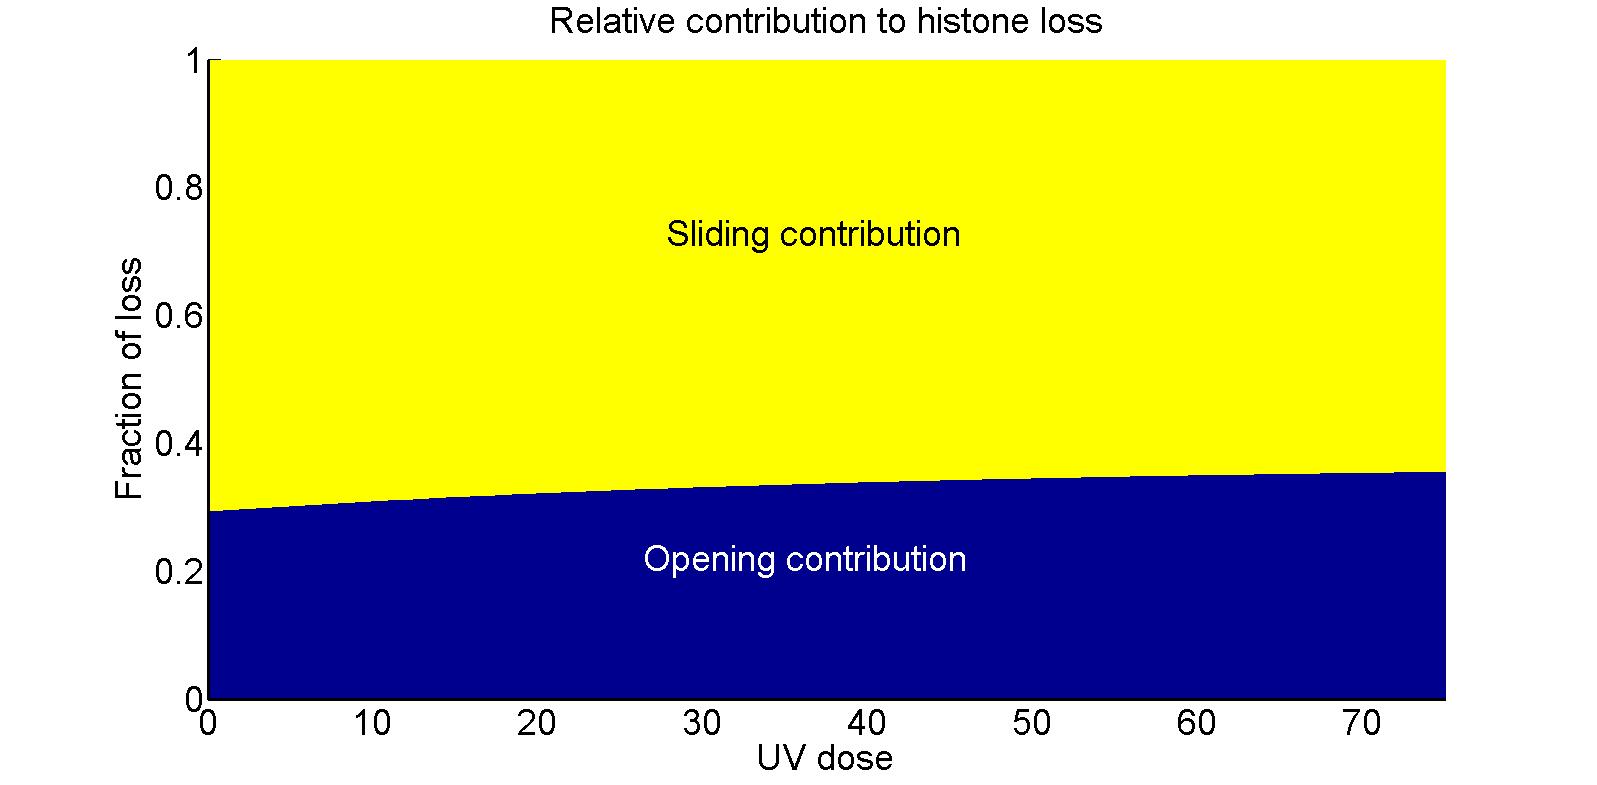 Relative contribution to histone loss
1
0.8
0.6
0.4
0.2
0
Fraction of loss
Sliding contribution
Opening contribution
0 10 20 30 40 50 60 70
UV dose